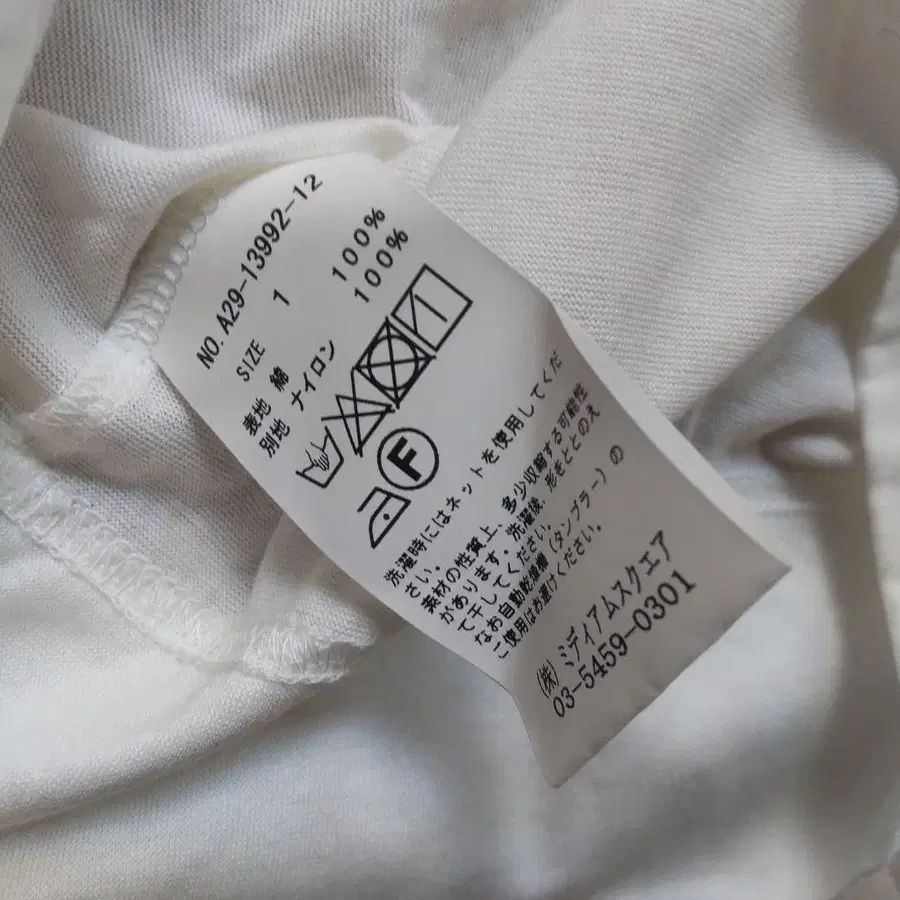 NO.A29-13992-12
SIZE 1
表地 綿 100%
別地 ナイロン 100%
F
洗濯時にはネットを使用してくだ
さい。
素材の性質上、多少収縮する可能性
があります。洗濯後、形をととのえ
て干してください。
なお自動乾燥機(タンブラー)の
ご使用はお避けください。
(株)ミディアムスクエア
03-5459-0301